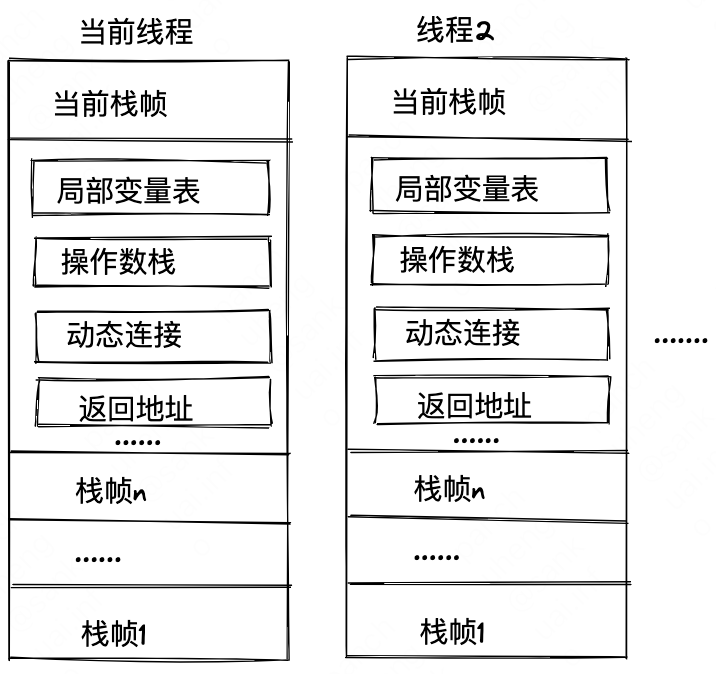 当前线程
当前栈帧
局部变量表
操作数栈
动态连接
返回地址
......
栈帧n
......
栈帧1
线程2
当前栈帧
局部变量表
操作数栈
动态连接
返回地址
......
栈帧n
......
栈帧1
.......